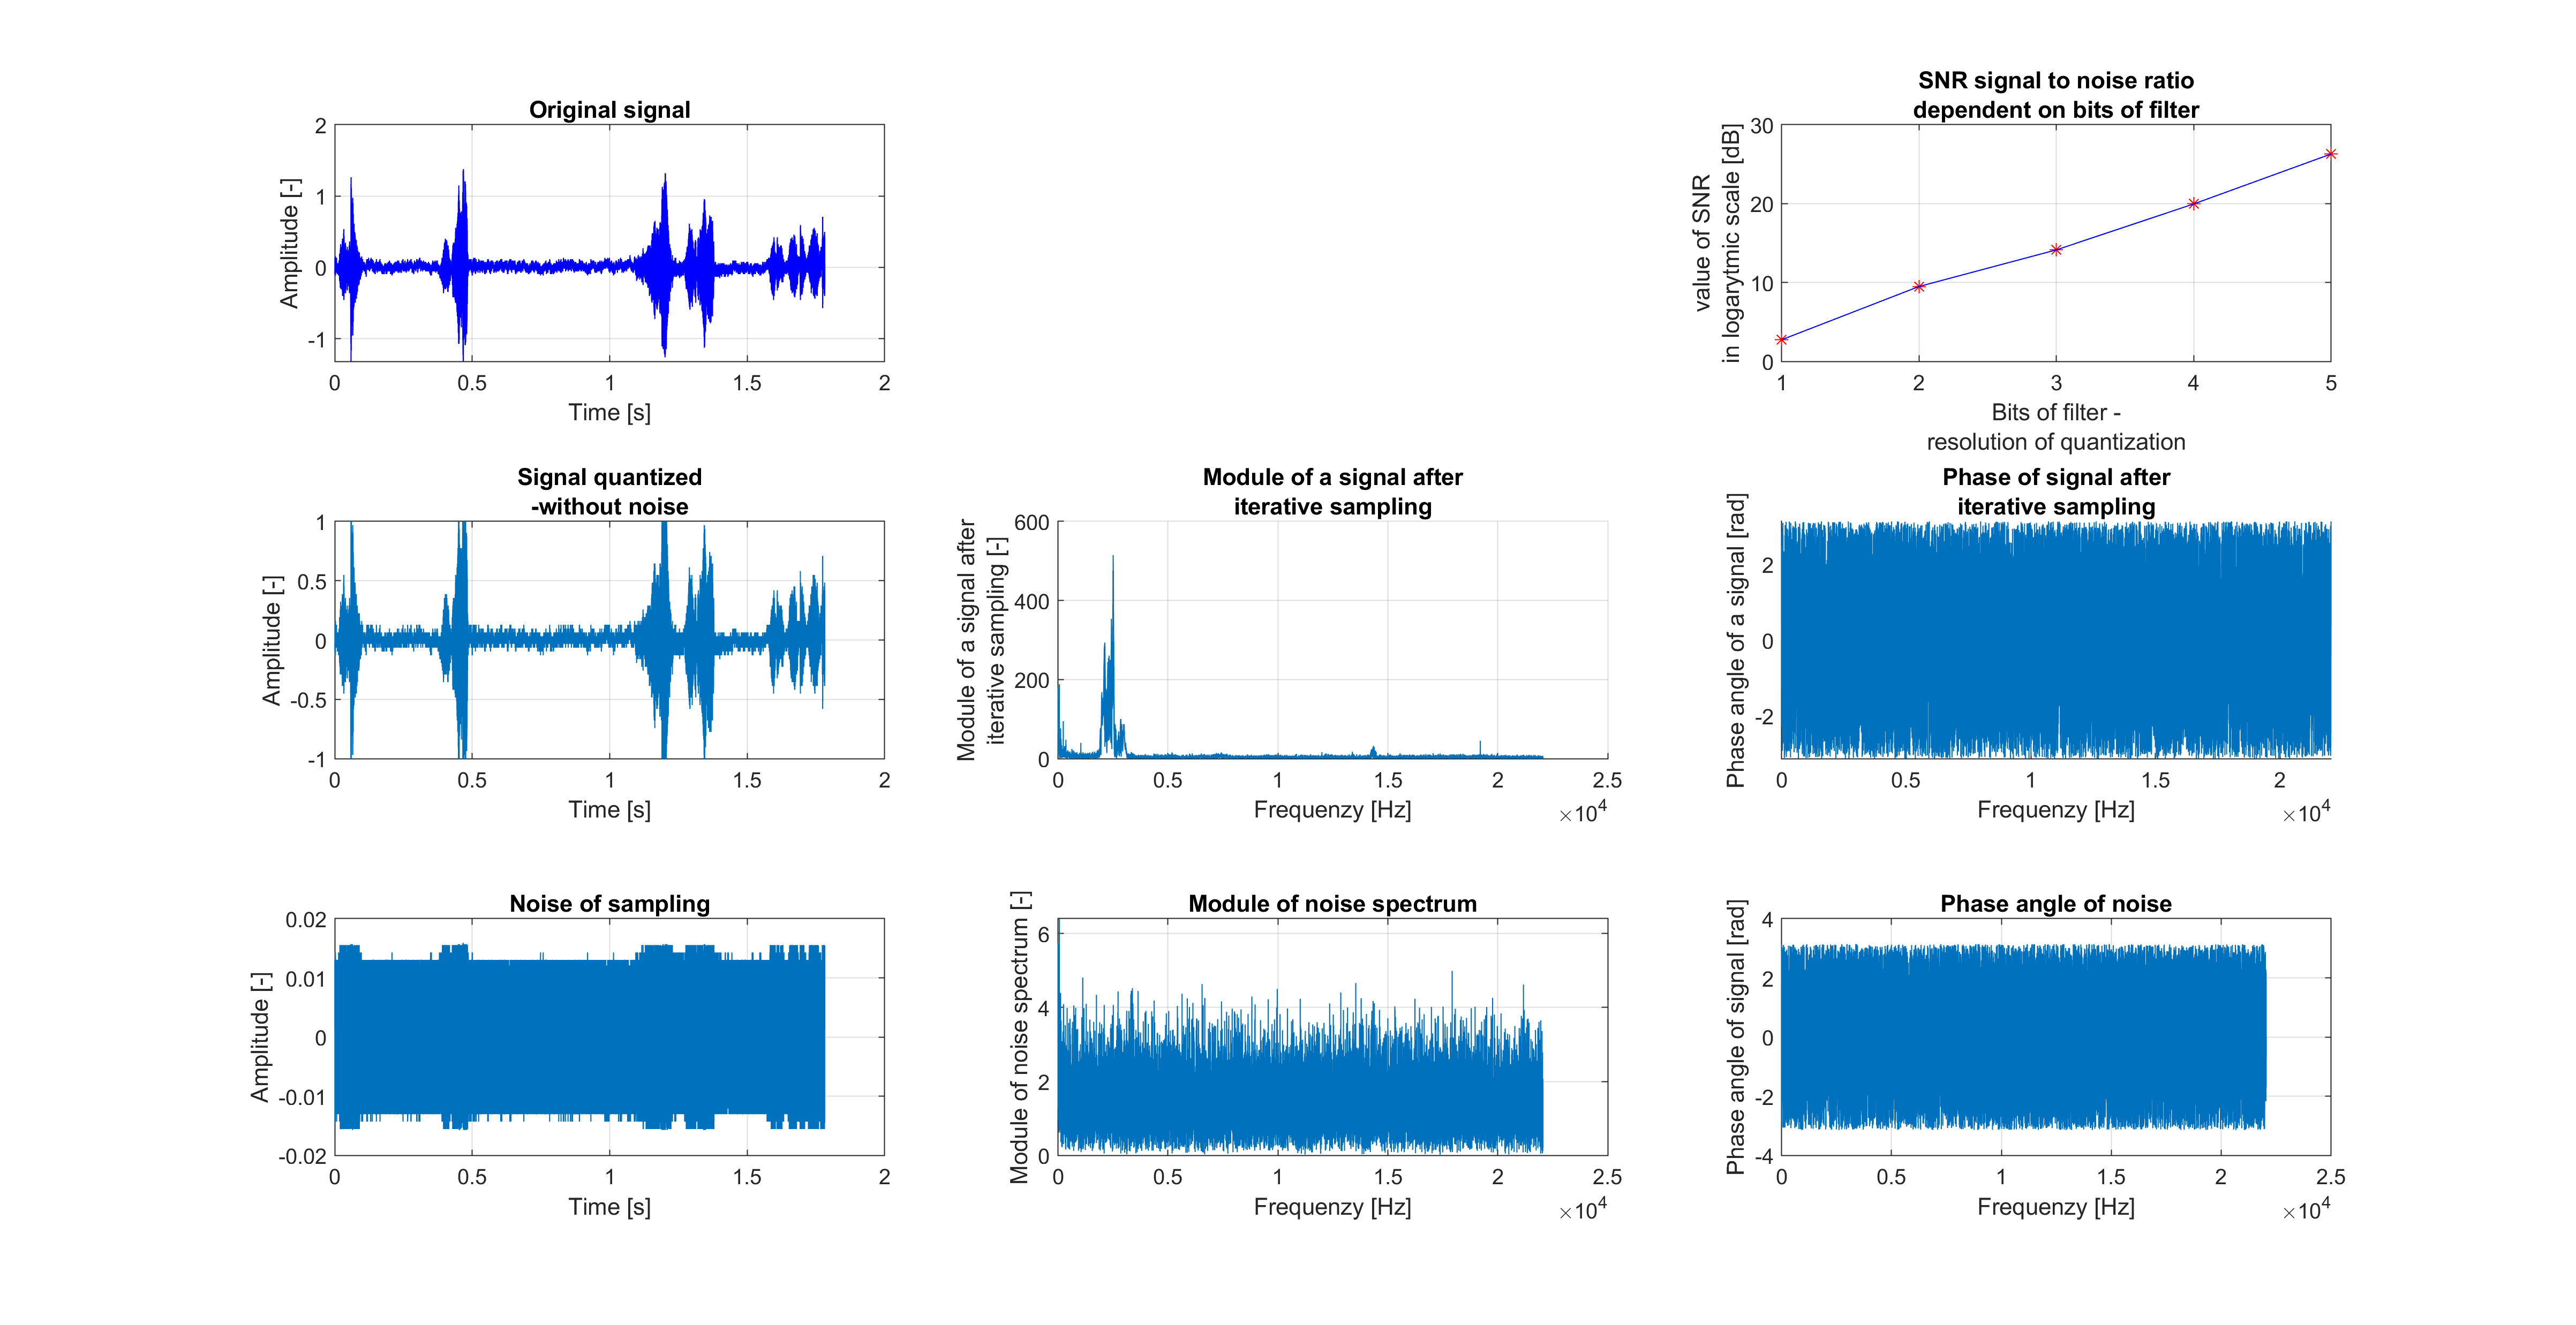 Original signal
Amplitude [-]
2
1
0
-1
0 0.5 1 1.5 2
Time [s]
SNR signal to noise ratio
dependent on bits of filter
value of SNR
in logarytmic scale [dB]
30
20
10
0
1 2 3 4 5
Bits of filter -
resolution of quantization
Signal quantized
-without noise
Amplitude [-]
1
0.5
0
-0.5
-1
0 0.5 1 1.5 2
Time [s]
Module of a signal after
iterative sampling
Module of a signal after
iterative sampling [-]
600
400
200
0
0 0.5 1 1.5 2 2.5
Frequenzy [Hz]
×10⁴
Phase of signal after
iterative sampling
Phase angle of a signal [rad]
2
0
-2
0 0.5 1 1.5 2
Frequenzy [Hz]
×10⁴
Noise of sampling
Amplitude [-]
0.02
0.01
0
-0.01
-0.02
0 0.5 1 1.5 2
Time [s]
Module of noise spectrum
Module of noise spectrum [-]
6
4
2
0
0 0.5 1 1.5 2 2.5
Frequenzy [Hz]
×10⁴
Phase angle of noise
Phase angle of signal [rad]
4
2
0
-2
-4
0 0.5 1 1.5 2 2.5
Frequenzy [Hz]
×10⁴